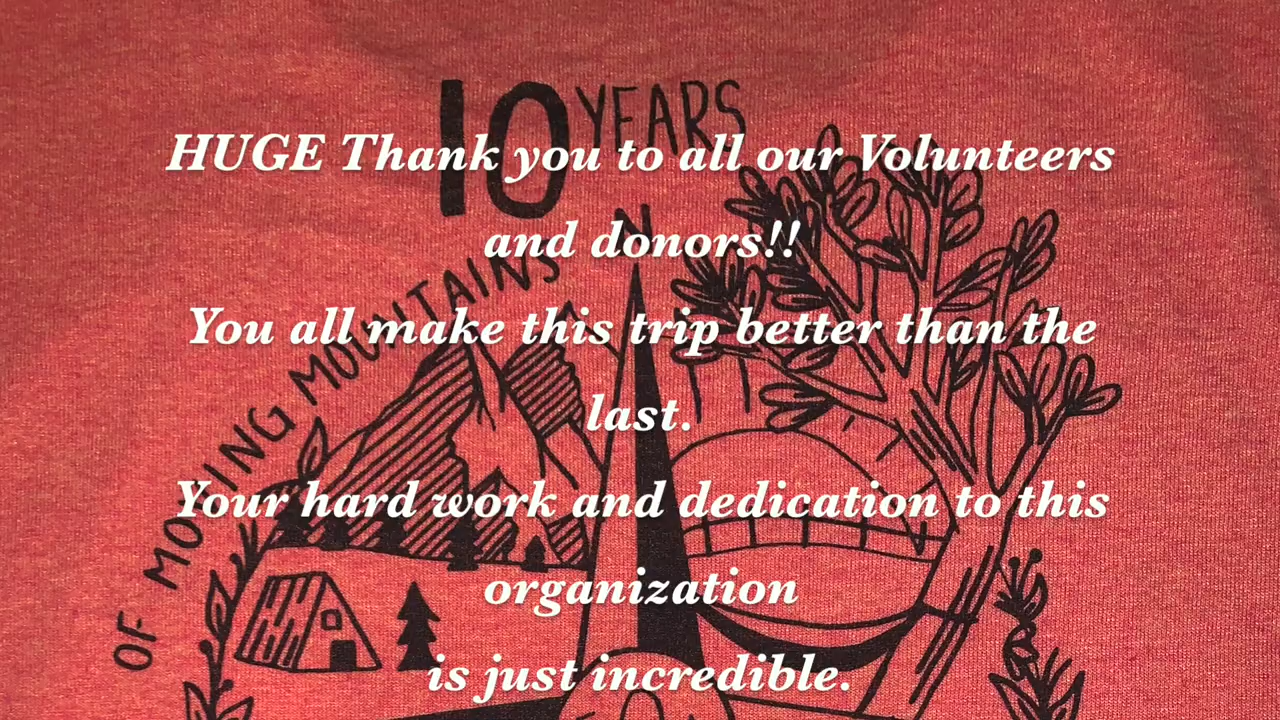 10 YEARS
HUGE Thank you to all our Volunteers
and donors!!
You all make this trip better than the
last.
Your hard work and dedication to this
organization
is just incredible.
N
OF MOVING MOUNTAINS